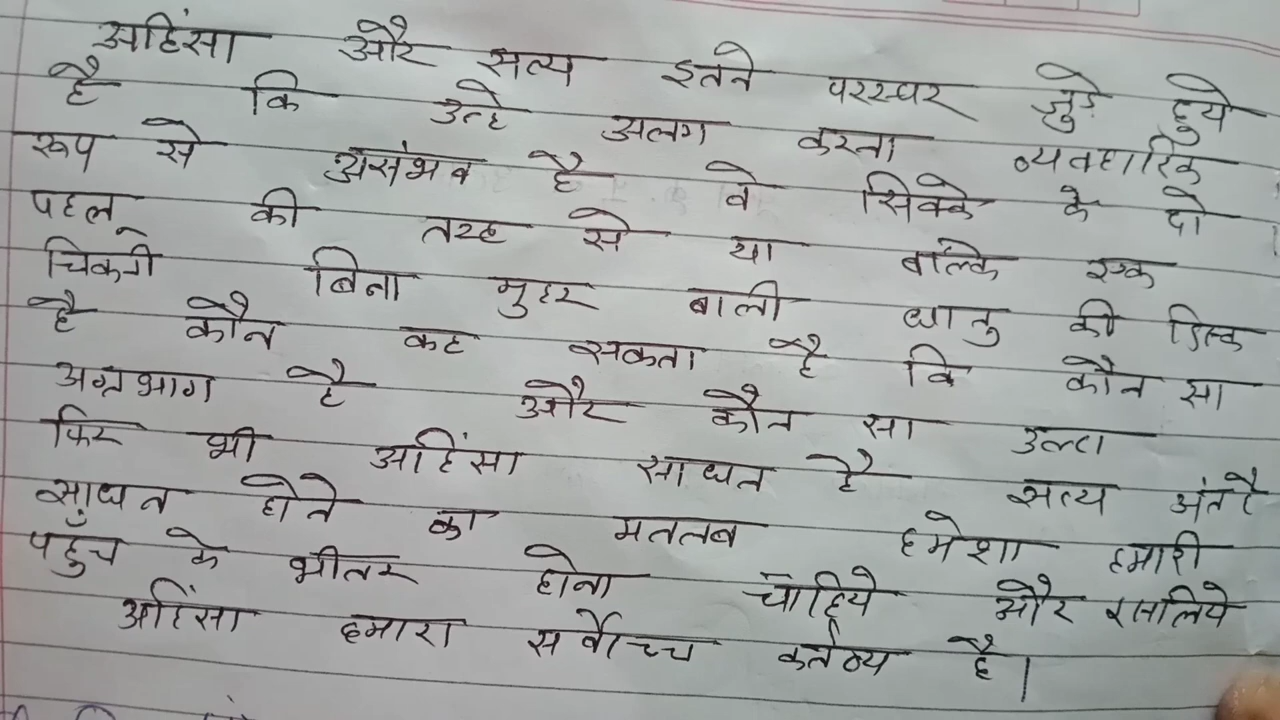 अहिंसा और सत्य इतने परस्पर जुड़े हुये
है कि उन्हे अलग करना व्यवहारिक
रूप से असंभव है वे सिक्के के दो
पहलू की तरह से या बल्कि एक
चिकनी बिना मुहर बाली धातु की डिस्क
है कौन कह सकता है कि कौन सा
अग्रभाग है और कौन सा उल्टा
फिर भी अहिंसा साधन है सत्य अंत है
साधन होने का मतलब हमेशा हमारी
पहुँच के भीतर होना चाहिये और इसलिये
अहिंसा हमारा सर्वोच्च कर्तव्य है।